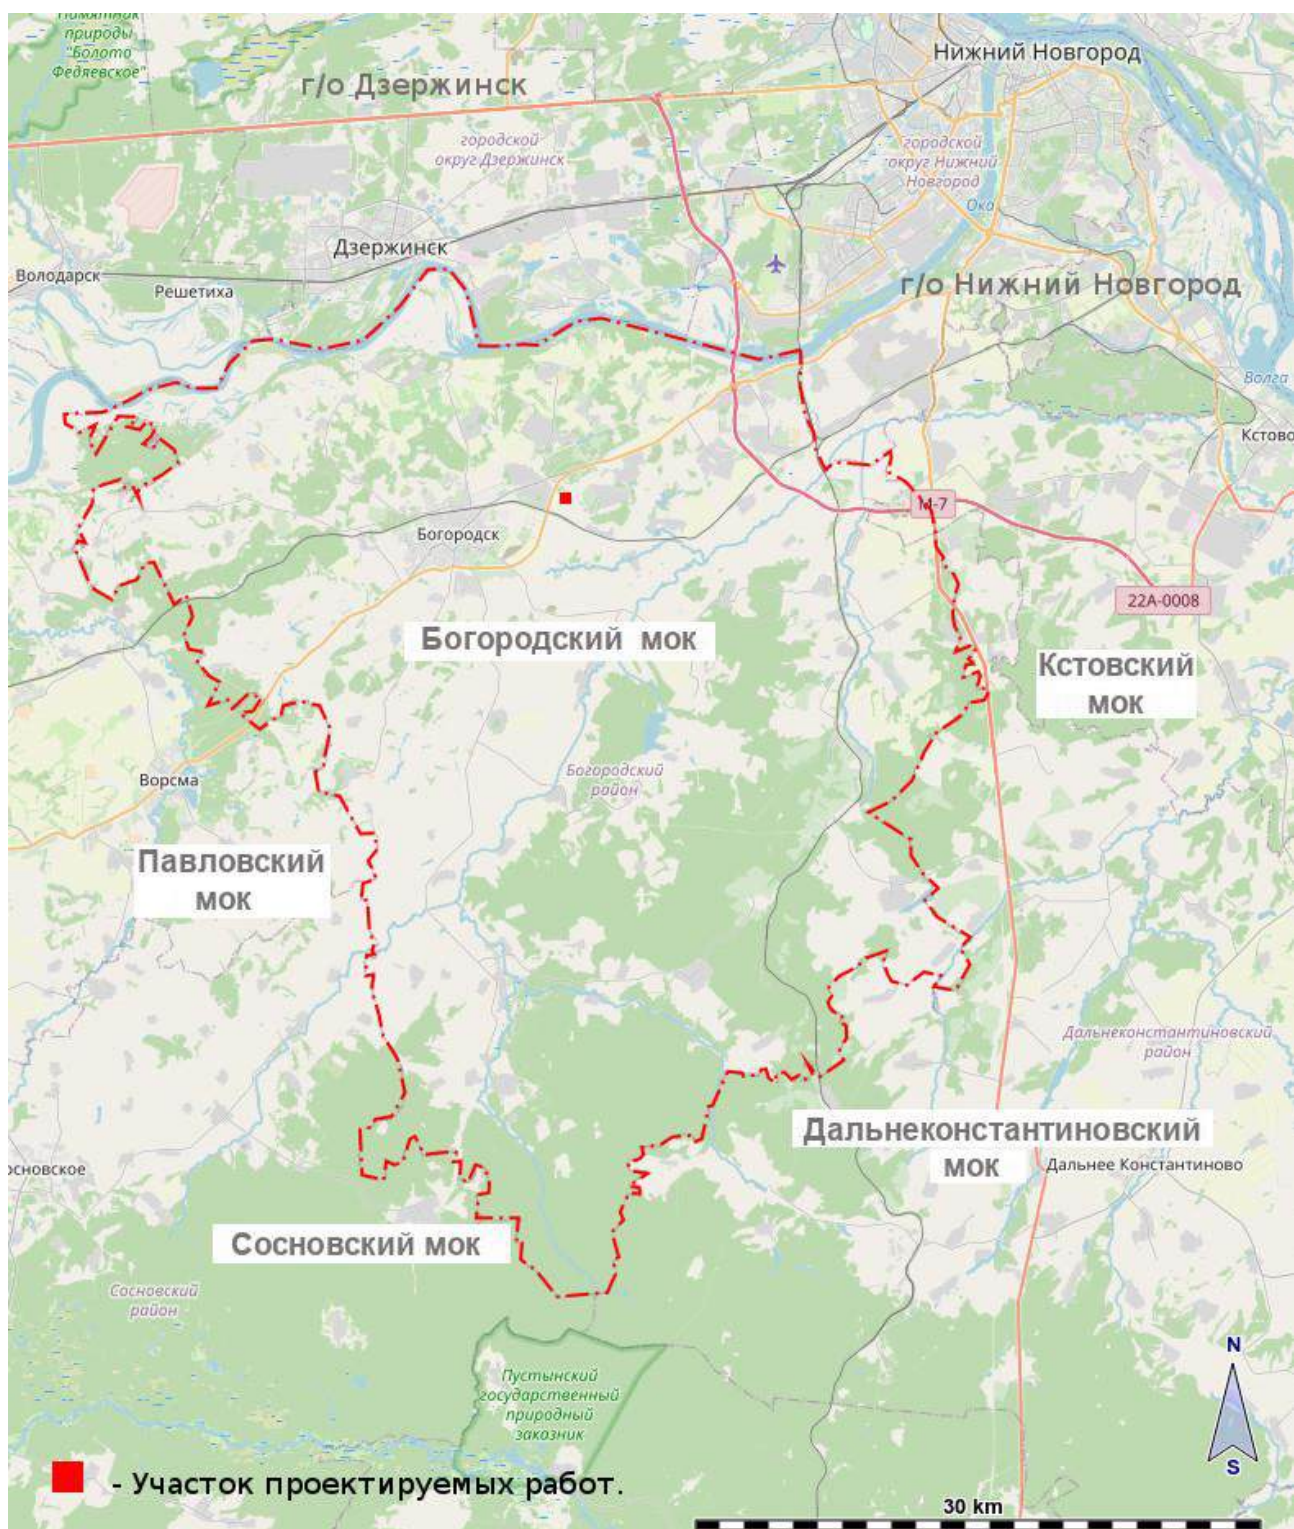 Памятник
природы
"Болото
Федяевское"
г/о Дзержинск
Нижний Новгород
городской
округ Дзержинск
городской
округ Нижний
Новгород
Ока
Дзержинск
Володарск
Решетиха
г/о Нижний Новгород
Волга
Кстово
М-7
Богородск
22А-0008
Богородский мок
Кстовский
мок
Богородский
район
Ворсма
Павловский
мок
Дальнеконстантиновский
район
Дальнеконстантиновский
мок
Дальнее Константиново
основское
Сосновский мок
Сосновский
район
Пустынский
государственный
природный
заказник
N
S
- Участок проектируемых работ.
30 km